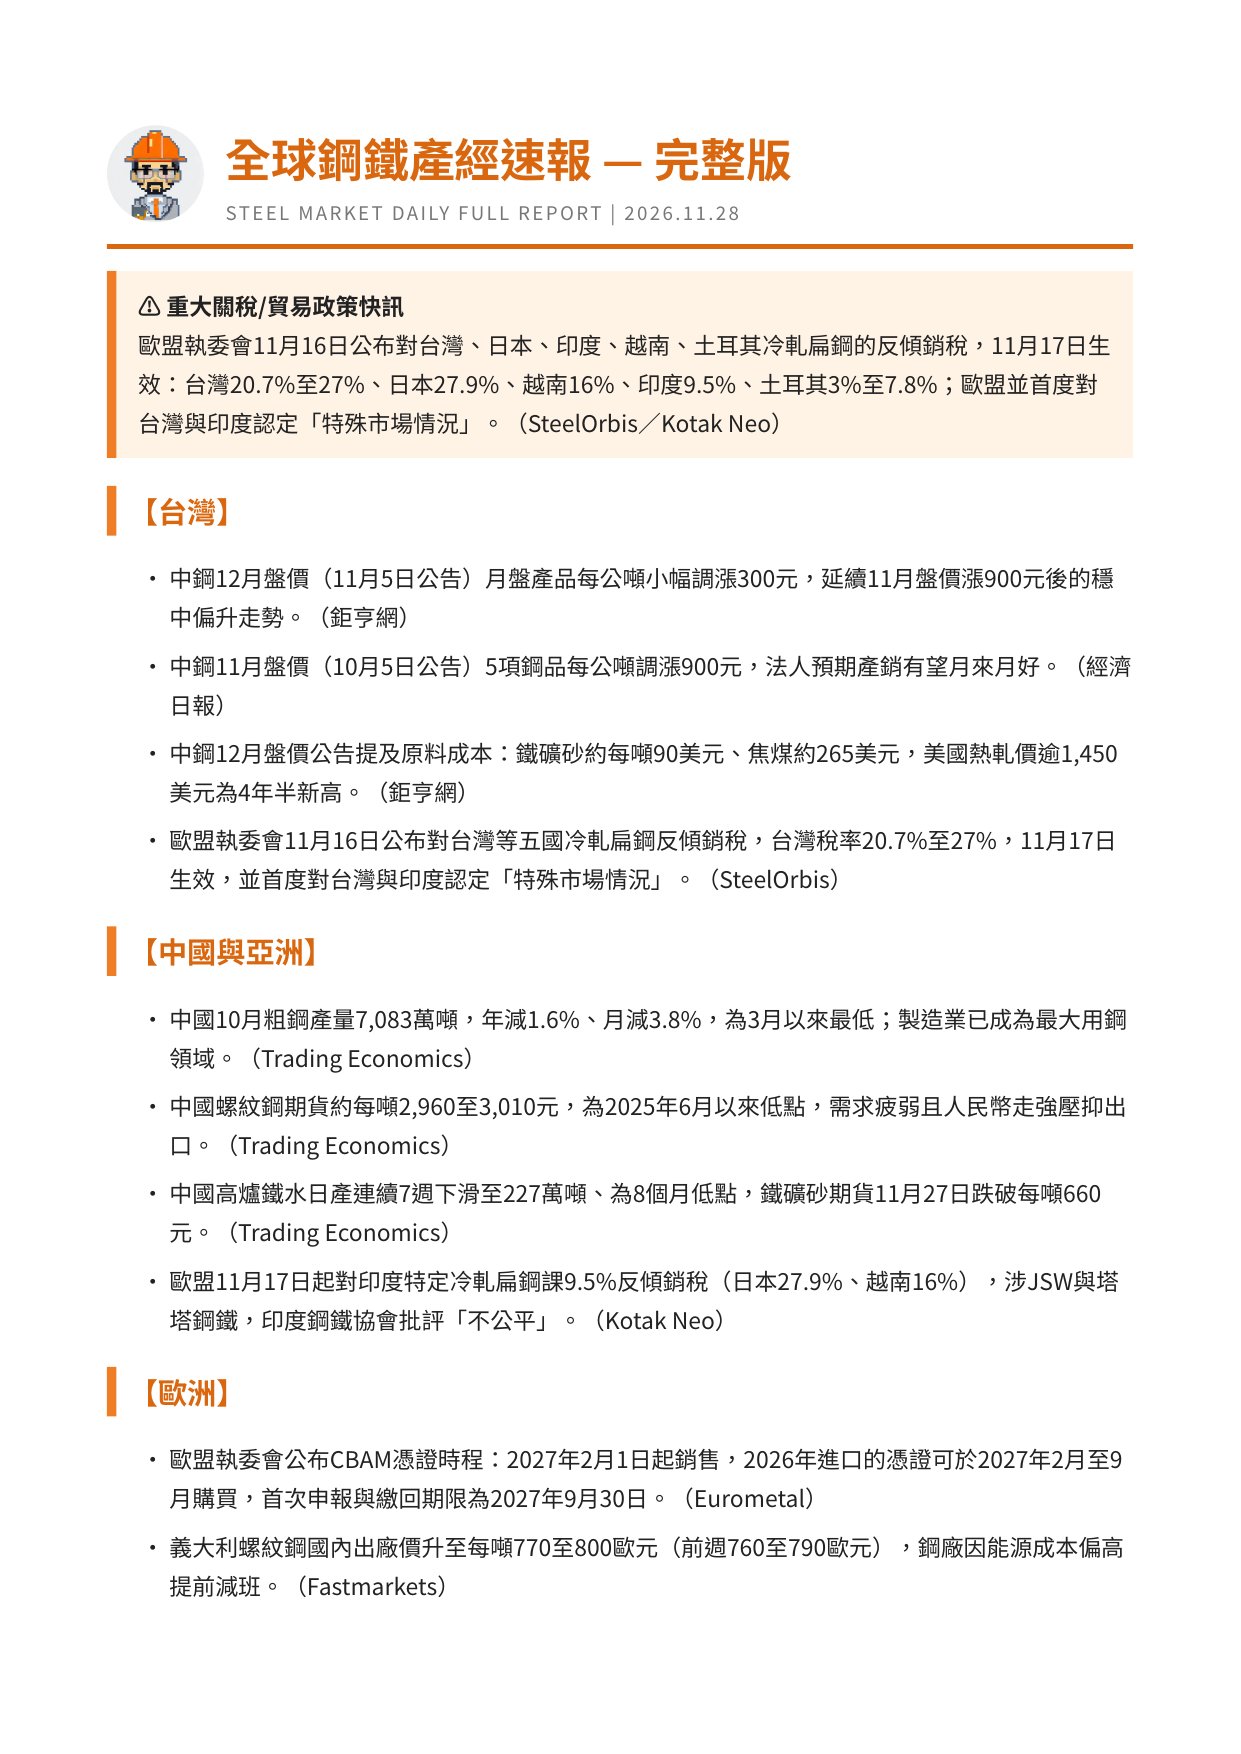 全球鋼鐵產經速報 — 完整版
STEEL MARKET DAILY FULL REPORT | 2026.11.28
⚠ 重大關稅/貿易政策快訊
歐盟執委會11月16日公布對台灣、日本、印度、越南、土耳其冷軋扁鋼的反傾銷稅，11月17日生
效：台灣20.7%至27%、日本27.9%、越南16%、印度9.5%、土耳其3%至7.8%；歐盟並首度對
台灣與印度認定「特殊市場情況」。（SteelOrbis／Kotak Neo）
【台灣】
・中鋼12月盤價（11月5日公告）月盤產品每公噸小幅調漲300元，延續11月盤價漲900元後的穩
中偏升走勢。（鉅亨網）
・中鋼11月盤價（10月5日公告）5項鋼品每公噸調漲900元，法人預期產銷有望月來月好。（經濟
日報）
・中鋼12月盤價公告提及原料成本：鐵礦砂約每噸90美元、焦煤約265美元，美國熱軋價逾1,450
美元為4年半新高。（鉅亨網）
・歐盟執委會11月16日公布對台灣等五國冷軋扁鋼反傾銷稅，台灣稅率20.7%至27%，11月17日
生效，並首度對台灣與印度認定「特殊市場情況」。（SteelOrbis）
【中國與亞洲】
・中國10月粗鋼產量7,083萬噸，年減1.6%、月減3.8%，為3月以來最低；製造業已成為最大用鋼
領域。（Trading Economics）
・中國螺紋鋼期貨約每噸2,960至3,010元，為2025年6月以來低點，需求疲弱且人民幣走強壓抑出
口。（Trading Economics）
・中國高爐鐵水日產連續7週下滑至227萬噸、為8個月低點，鐵礦砂期貨11月27日跌破每噸660
元。（Trading Economics）
・歐盟11月17日起對印度特定冷軋扁鋼課9.5%反傾銷稅（日本27.9%、越南16%），涉JSW與塔
塔鋼鐵，印度鋼鐵協會批評「不公平」。（Kotak Neo）
【歐洲】
・歐盟執委會公布CBAM憑證時程：2027年2月1日起銷售，2026年進口的憑證可於2027年2月至9
月購買，首次申報與繳回期限為2027年9月30日。（Eurometal）
・義大利螺紋鋼國內出廠價升至每噸770至800歐元（前週760至790歐元），鋼廠因能源成本偏高
提前減班。（Fastmarkets）